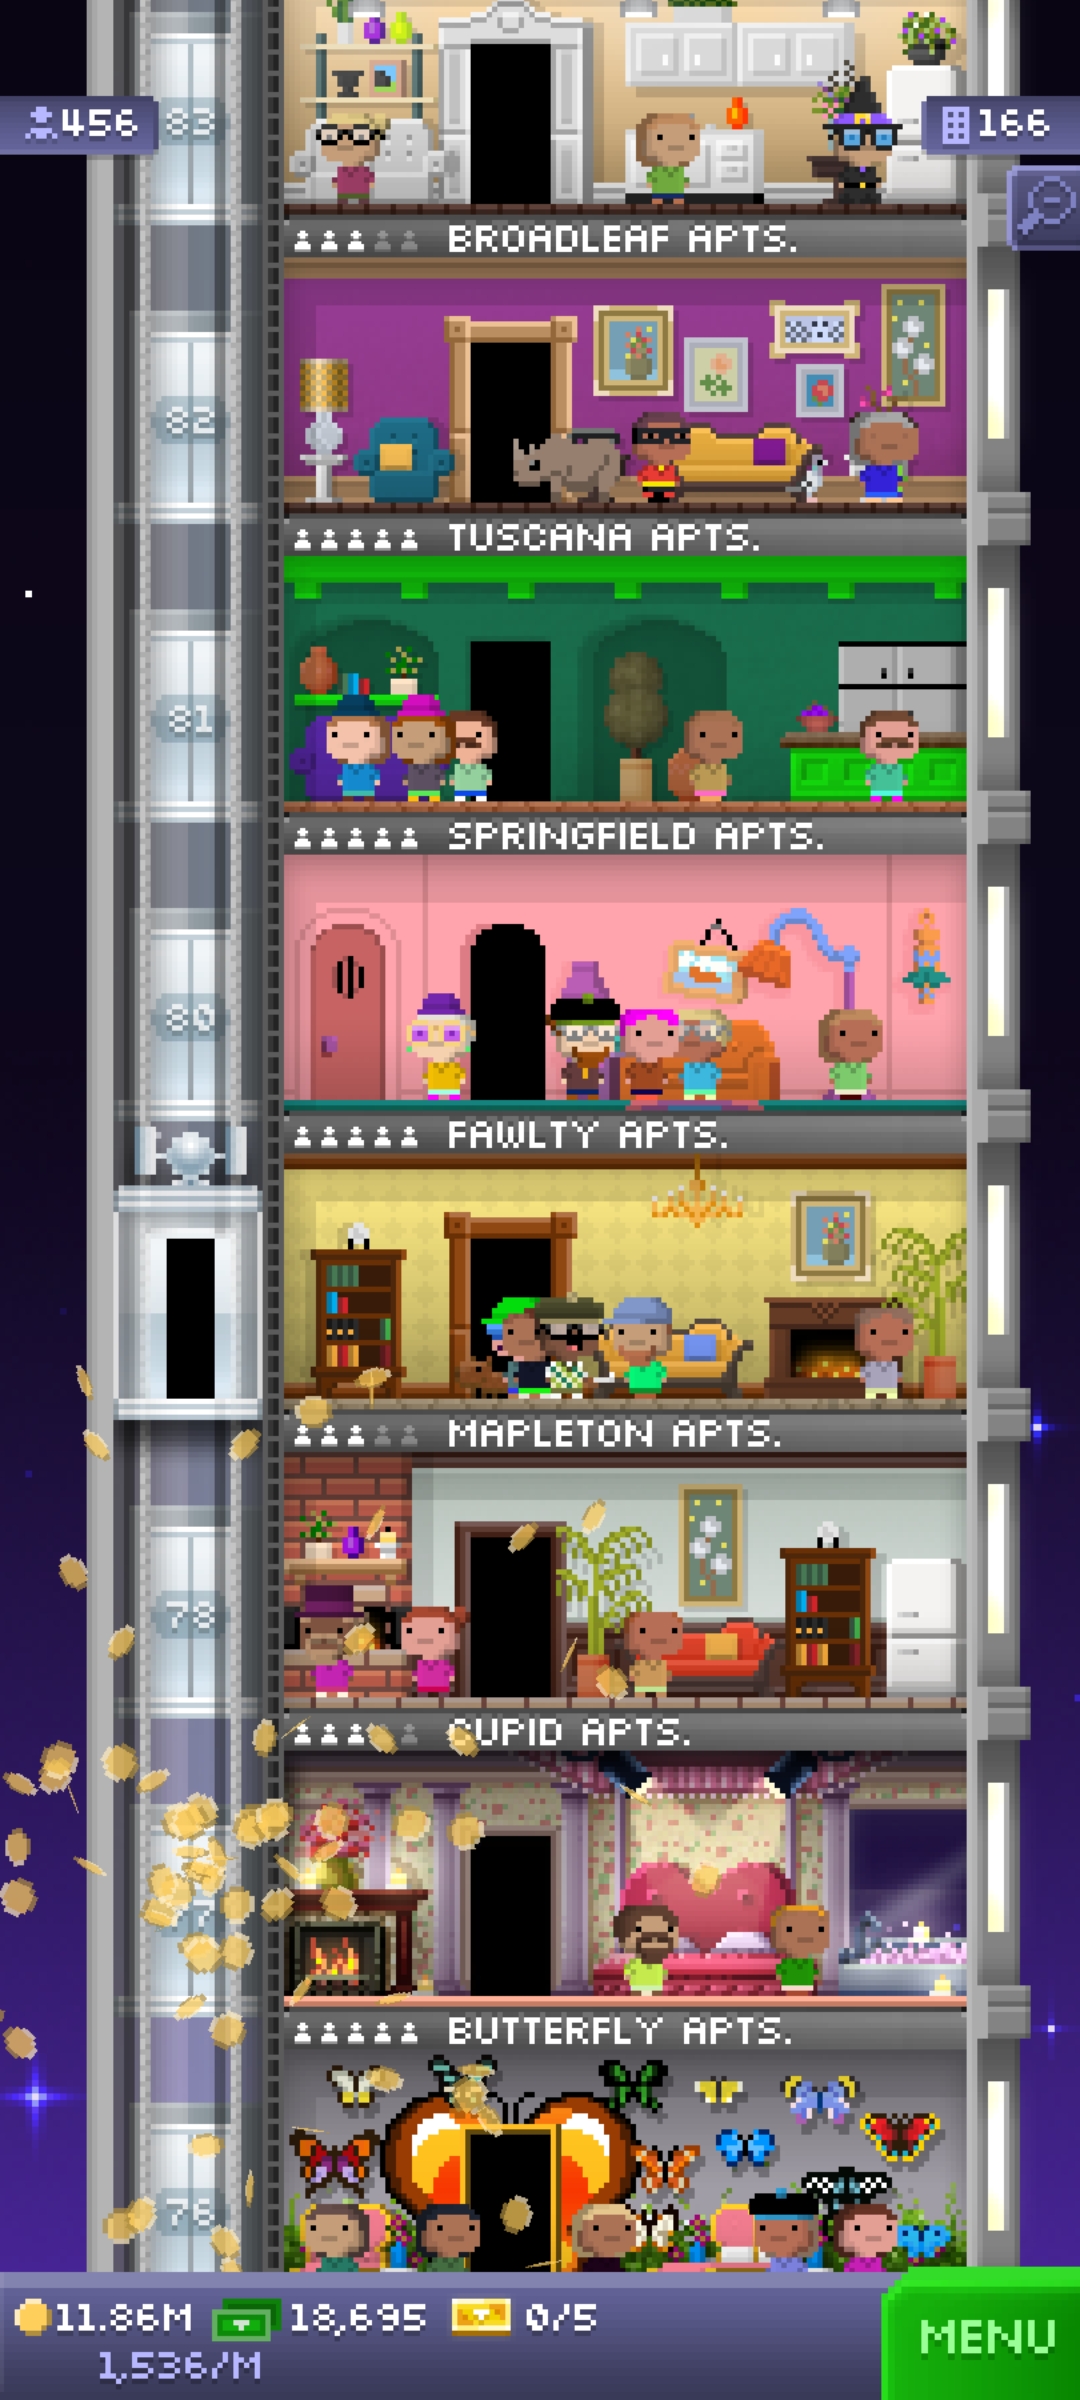 456
83
166
BROADLEAF APTS.
82
TUSCANA APTS.
81
SPRINGFIELD APTS.
80
FAWLTY APTS.
MAPLETON APTS.
78
CUPID APTS.
7
BUTTERFLY APTS.
76
11.86M 18,695 0/5
1,536/M
MENU